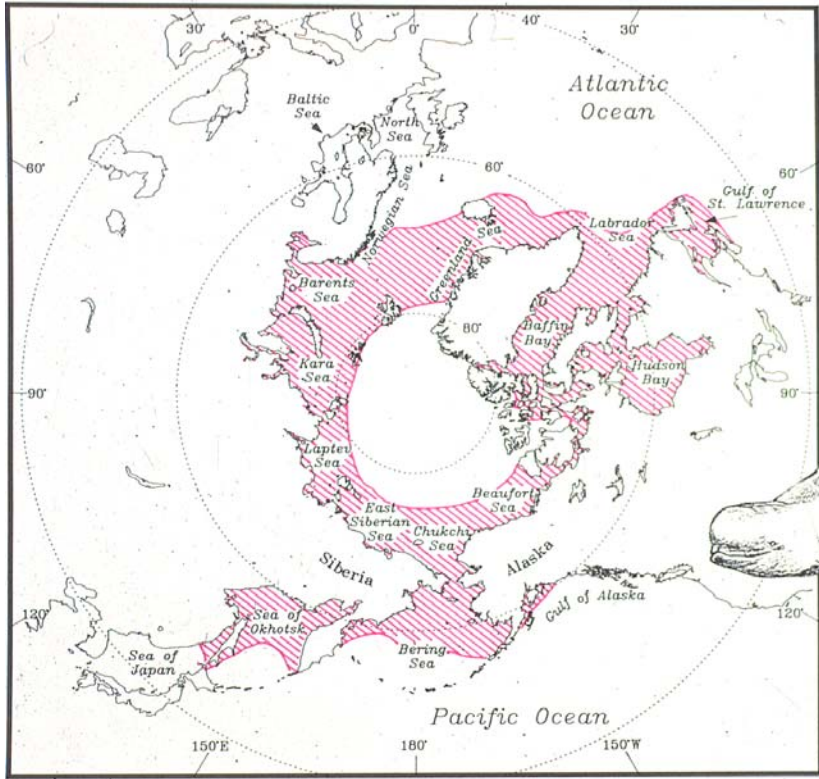 30°
0°
40°
30°
Atlantic
Ocean
Baltic
Sea
North
Sea
60°
60°
60°
Gulf of
St. Lawrence
Norwegian Sea
Labrador
Sea
Greenland
Sea
Barents
Sea
80°
Baffin
Bay
Kara
Sea
Hudson
Bay
90°
90°
Laptev
Sea
Beaufort
Sea
East
Siberian
Sea
Chukchi
Sea
Siberia
Alaska
120°
Sea of
Okhotsk
Gulf of Alaska
120°
Sea of
Japan
Bering
Sea
Pacific Ocean
150°E
180°
150°W